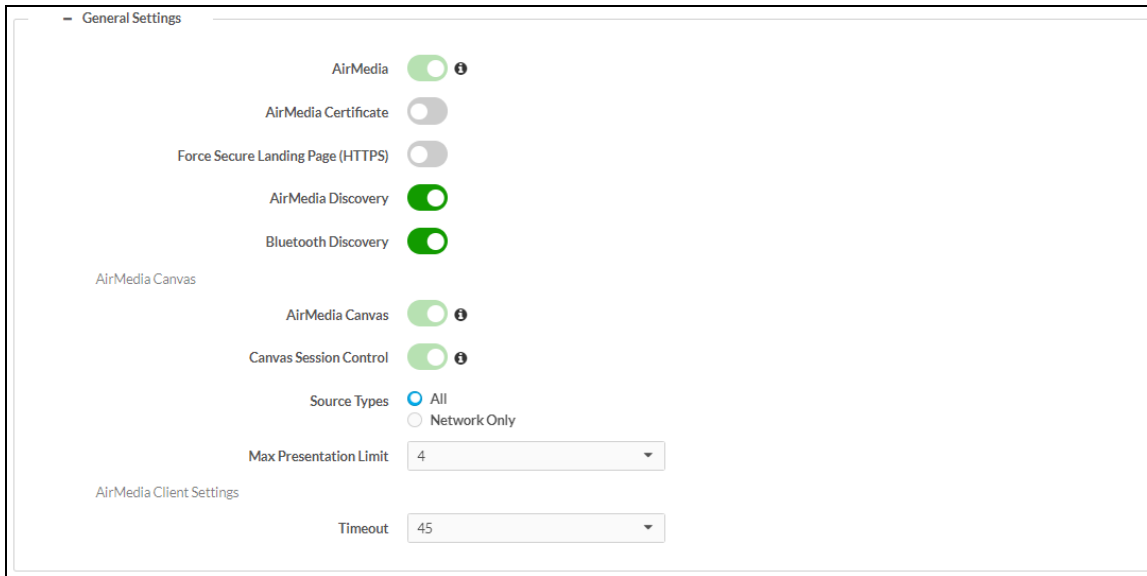 − General Settings
AirMedia
AirMedia Certificate
Force Secure Landing Page (HTTPS)
AirMedia Discovery
Bluetooth Discovery
AirMedia Canvas
AirMedia Canvas
Canvas Session Control
Source Types All
Network Only
Max Presentation Limit 4
AirMedia Client Settings
Timeout 45